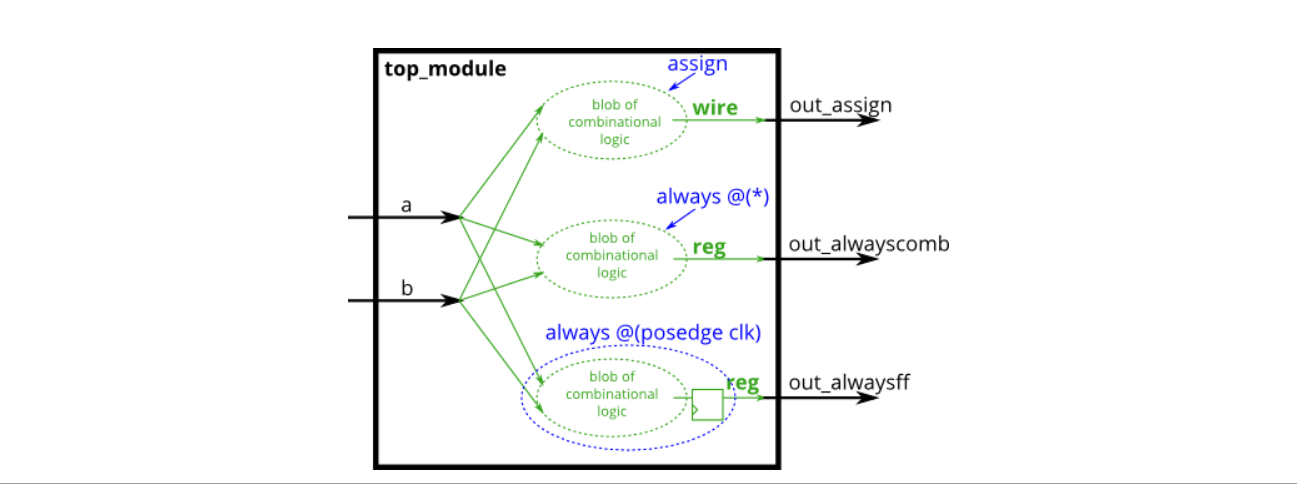 top_module
assign
blob of
combinational
logic
wire
out_assign
a
always @(*)
blob of
combinational
logic
reg
out_alwayscomb
b
always @(posedge clk)
blob of
combinational
logic
reg
out_alwaysff